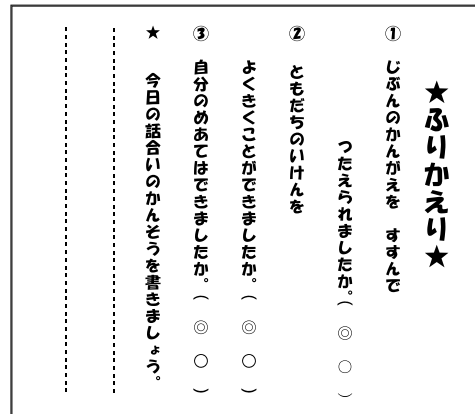 ★ふりかえり★
① じぶんのかんがえを　すすんで
つたえられましたか。(　◎　○　)
② ともだちのいけんを
よくきくことができましたか。(　◎　○　)
③ 自分のめあてはできましたか。(　◎　○　)
★　今日の話合いのかんそうを書きましょう。